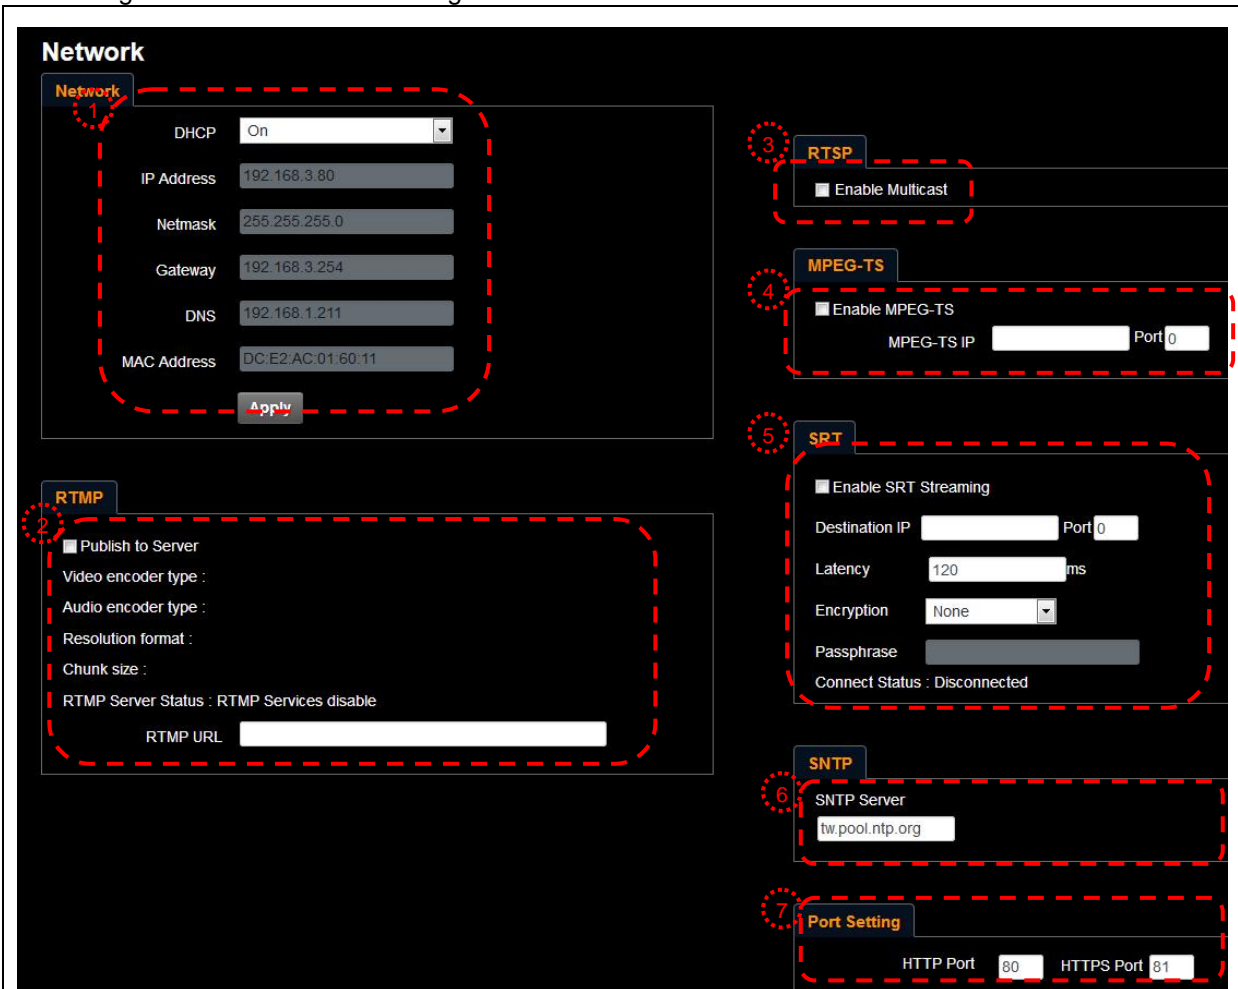 Network
Network
1
DHCP On
IP Address 192.168.3.80
Netmask 255.255.255.0
Gateway 192.168.3.254
DNS 192.168.1.211
MAC Address DC:E2:AC:01:60:11
Apply
RTMP
2
Publish to Server
Video encoder type :
Audio encoder type :
Resolution format :
Chunk size :
RTMP Server Status : RTMP Services disable
RTMP URL
3
RTSP
Enable Multicast
MPEG-TS
4
Enable MPEG-TS
MPEG-TS IP Port 0
5
SRT
Enable SRT Streaming
Destination IP Port 0
Latency 120 ms
Encryption None
Passphrase
Connect Status : Disconnected
SNTP
6
SNTP Server
tw.pool.ntp.org
7
Port Setting
HTTP Port 80 HTTPS Port 81